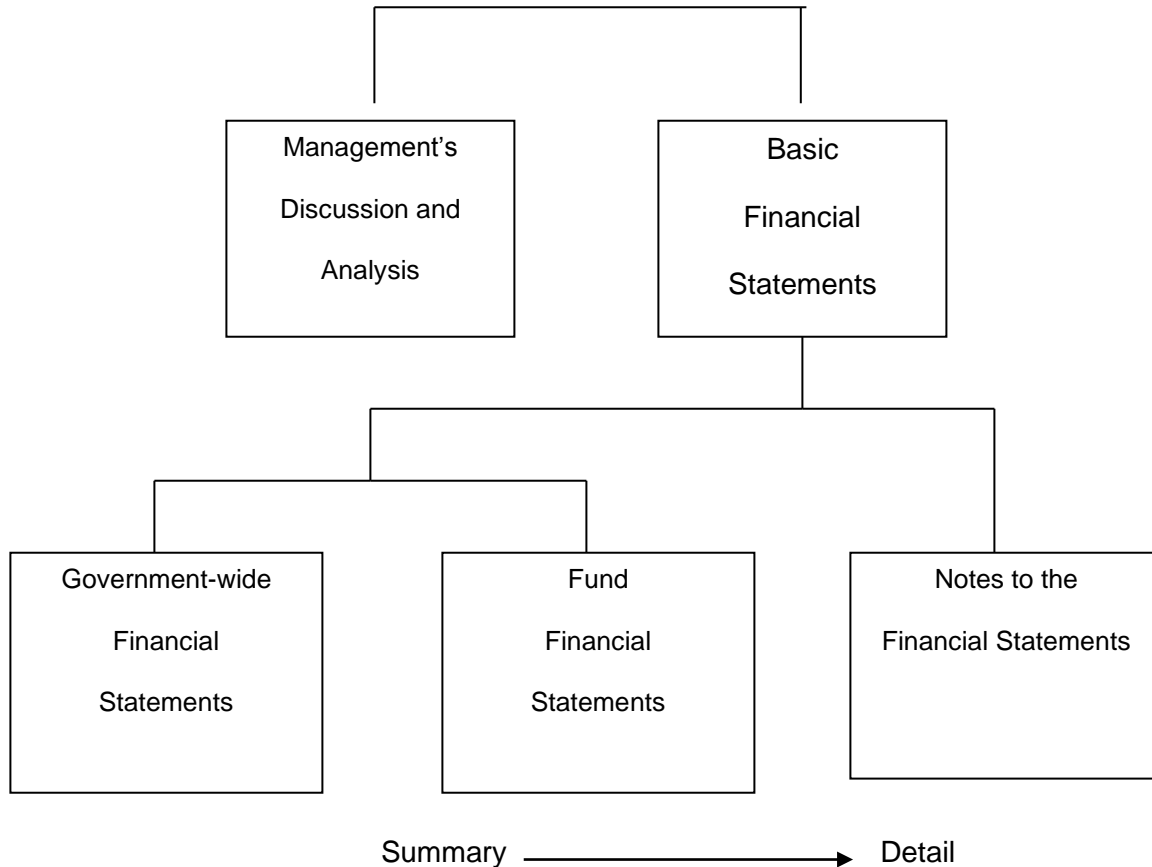 Management’s
Discussion and
Analysis
Basic
Financial
Statements
Government-wide
Financial
Statements
Fund
Financial
Statements
Notes to the
Financial Statements
Summary
Detail